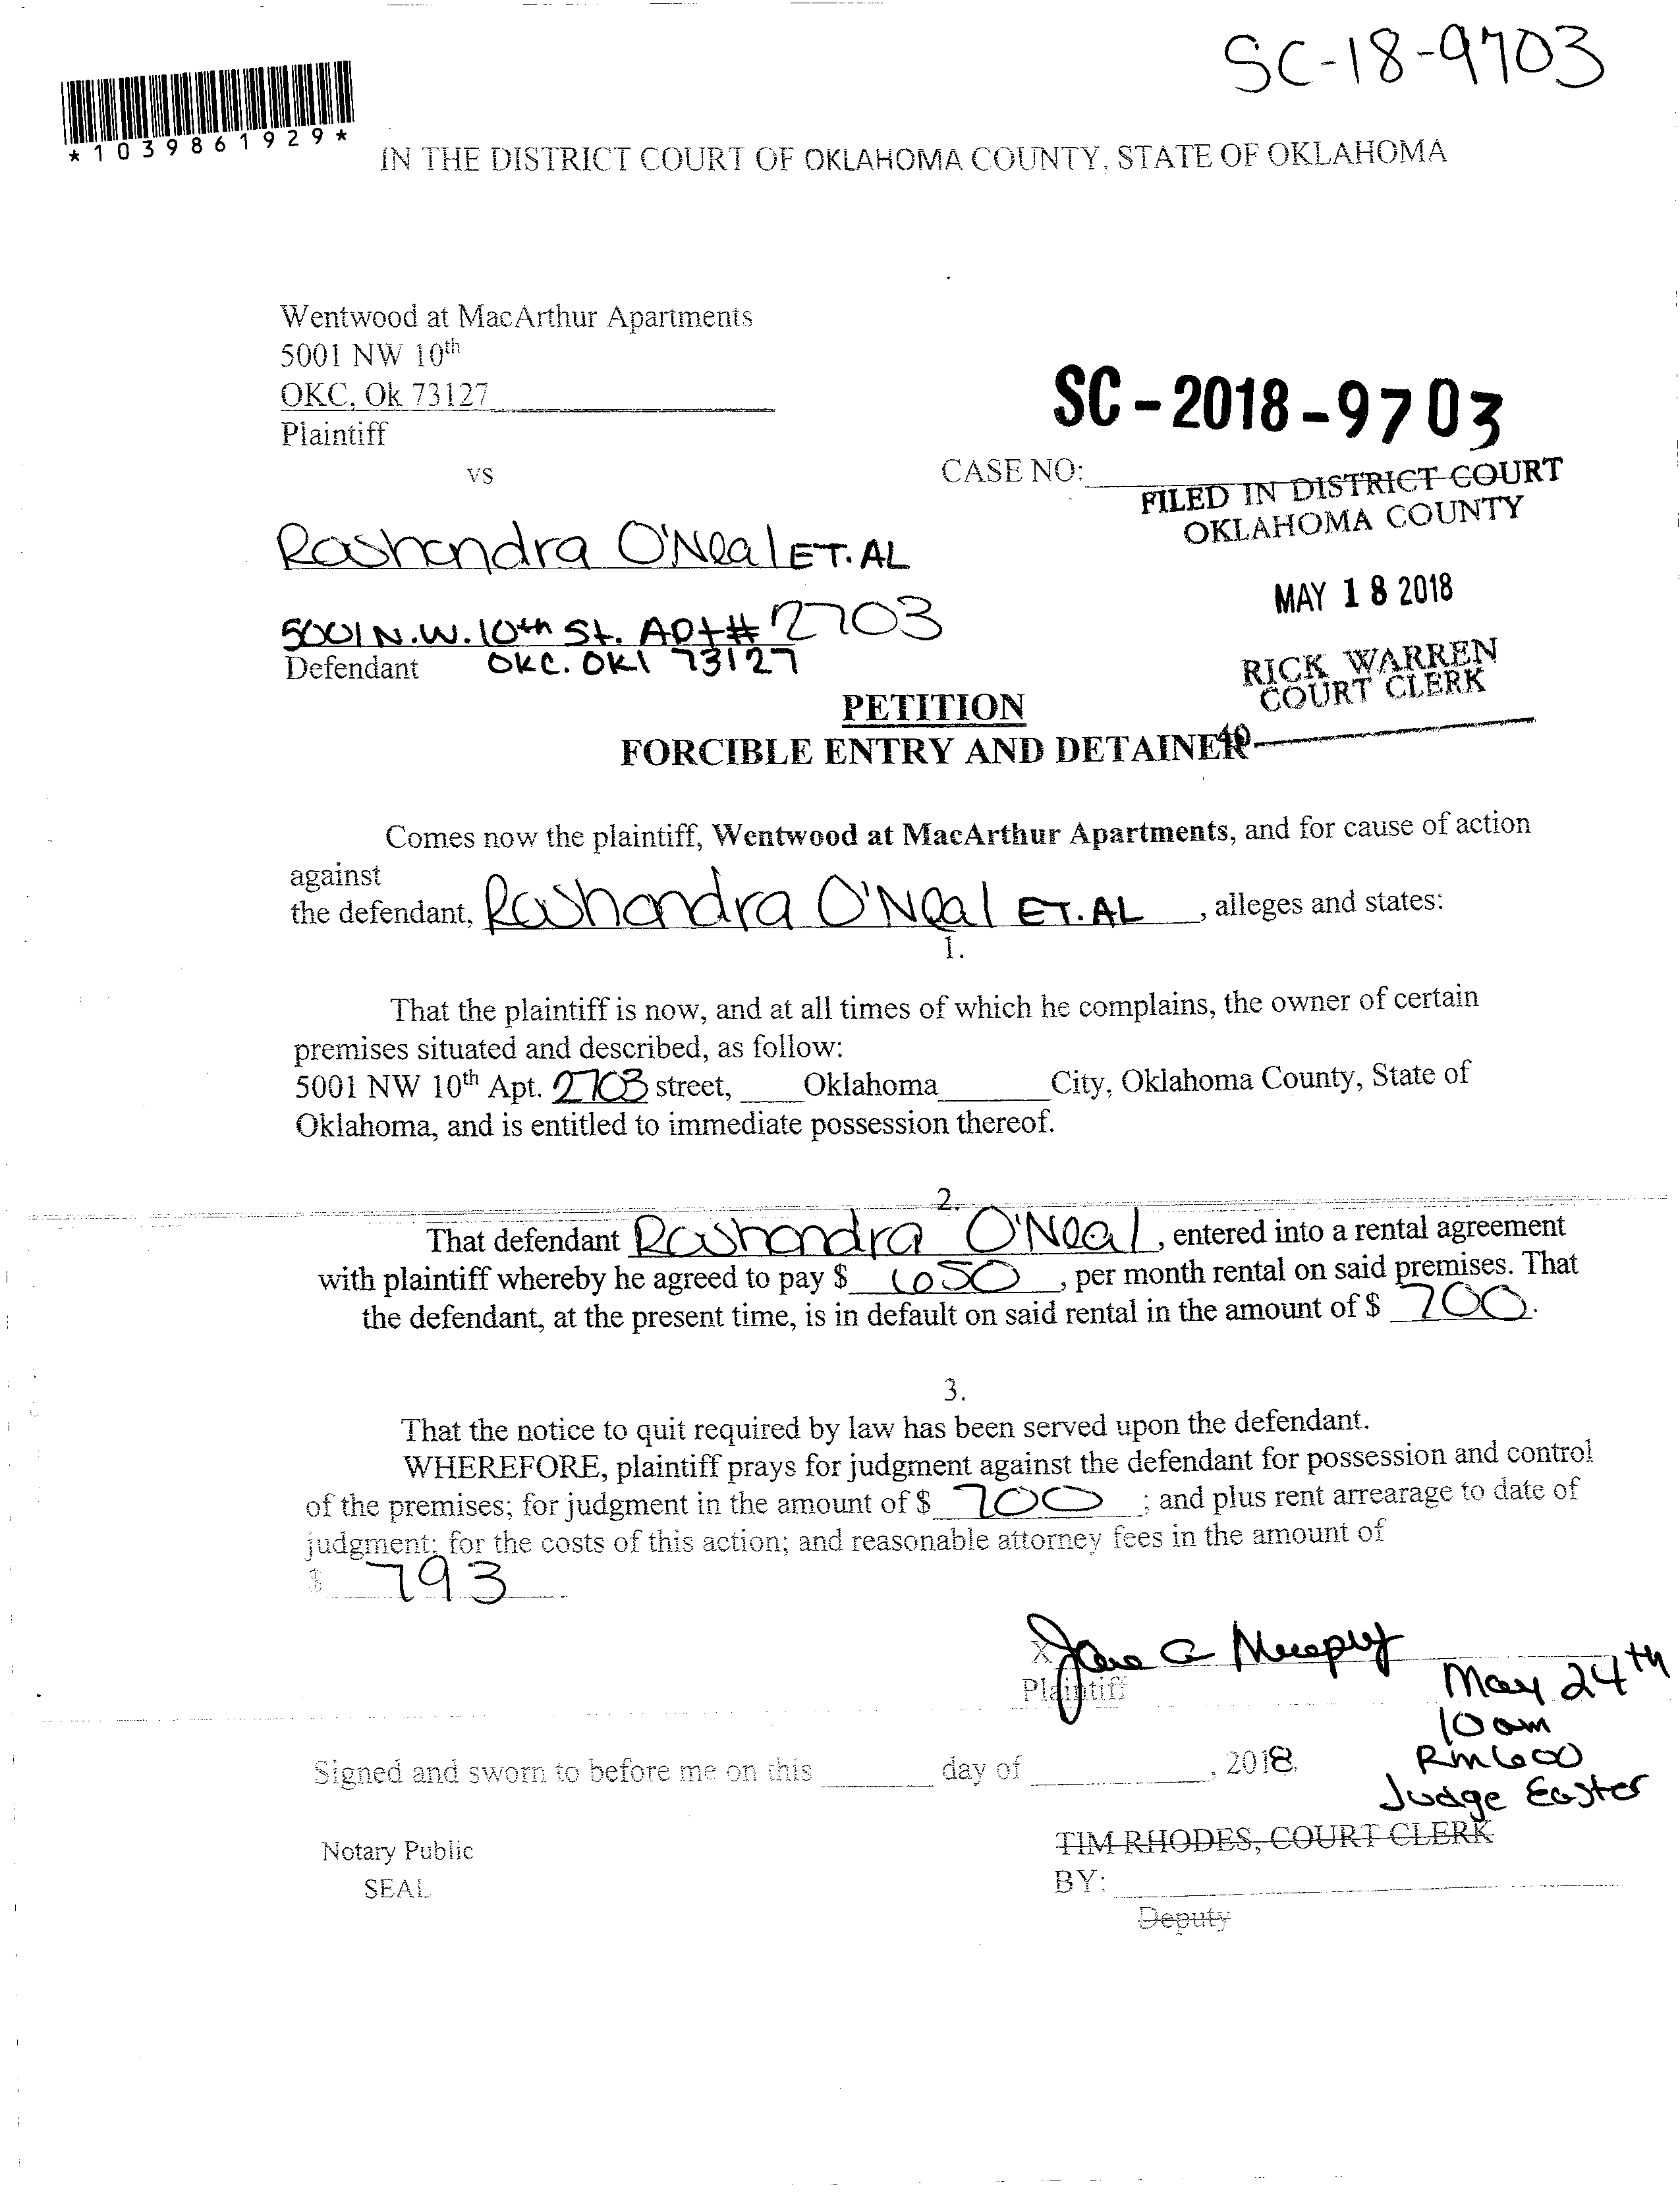 SC-18-9703
*1039861929*
IN THE DISTRICT COURT OF OKLAHOMA COUNTY, STATE OF OKLAHOMA
Wentwood at MacArthur Apartments
5001 NW 10th
OKC, Ok 73127
Plaintiff
SC-2018-9703
vs
CASE NO:
FILED IN DISTRICT COURT
OKLAHOMA COUNTY
Rashondra O'Neal ET. AL
MAY 18 2018
5001 N.W. 10th St. Apt# 2703
Defendant OKC. OKl 73127
RICK WARREN
COURT CLERK
PETITION
40
FORCIBLE ENTRY AND DETAINER
Comes now the plaintiff, Wentwood at MacArthur Apartments, and for cause of action
against
the defendant, Rashondra O'Neal ET. AL, alleges and states:
1.
That the plaintiff is now, and at all times of which he complains, the owner of certain
premises situated and described, as follow:
5001 NW 10th Apt. 2703 street, Oklahoma City, Oklahoma County, State of
Oklahoma, and is entitled to immediate possession thereof.
2.
That defendant Rashondra O'Neal, entered into a rental agreement
with plaintiff whereby he agreed to pay $ 650, per month rental on said premises. That
the defendant, at the present time, is in default on said rental in the amount of $ 700.
3.
That the notice to quit required by law has been served upon the defendant.
WHEREFORE, plaintiff prays for judgment against the defendant for possession and control
of the premises; for judgment in the amount of $ 700 ; and plus rent arrearage to date of
judgment; for the costs of this action; and reasonable attorney fees in the amount of
$ 793
X Jane A Murphy
Plaintiff
May 24th
10am
Signed and sworn to before me on this day of , 2018.
Rm 600
Judge Easter
TIM RHODES, COURT CLERK
Notary Public
BY:
SEAL
Deputy